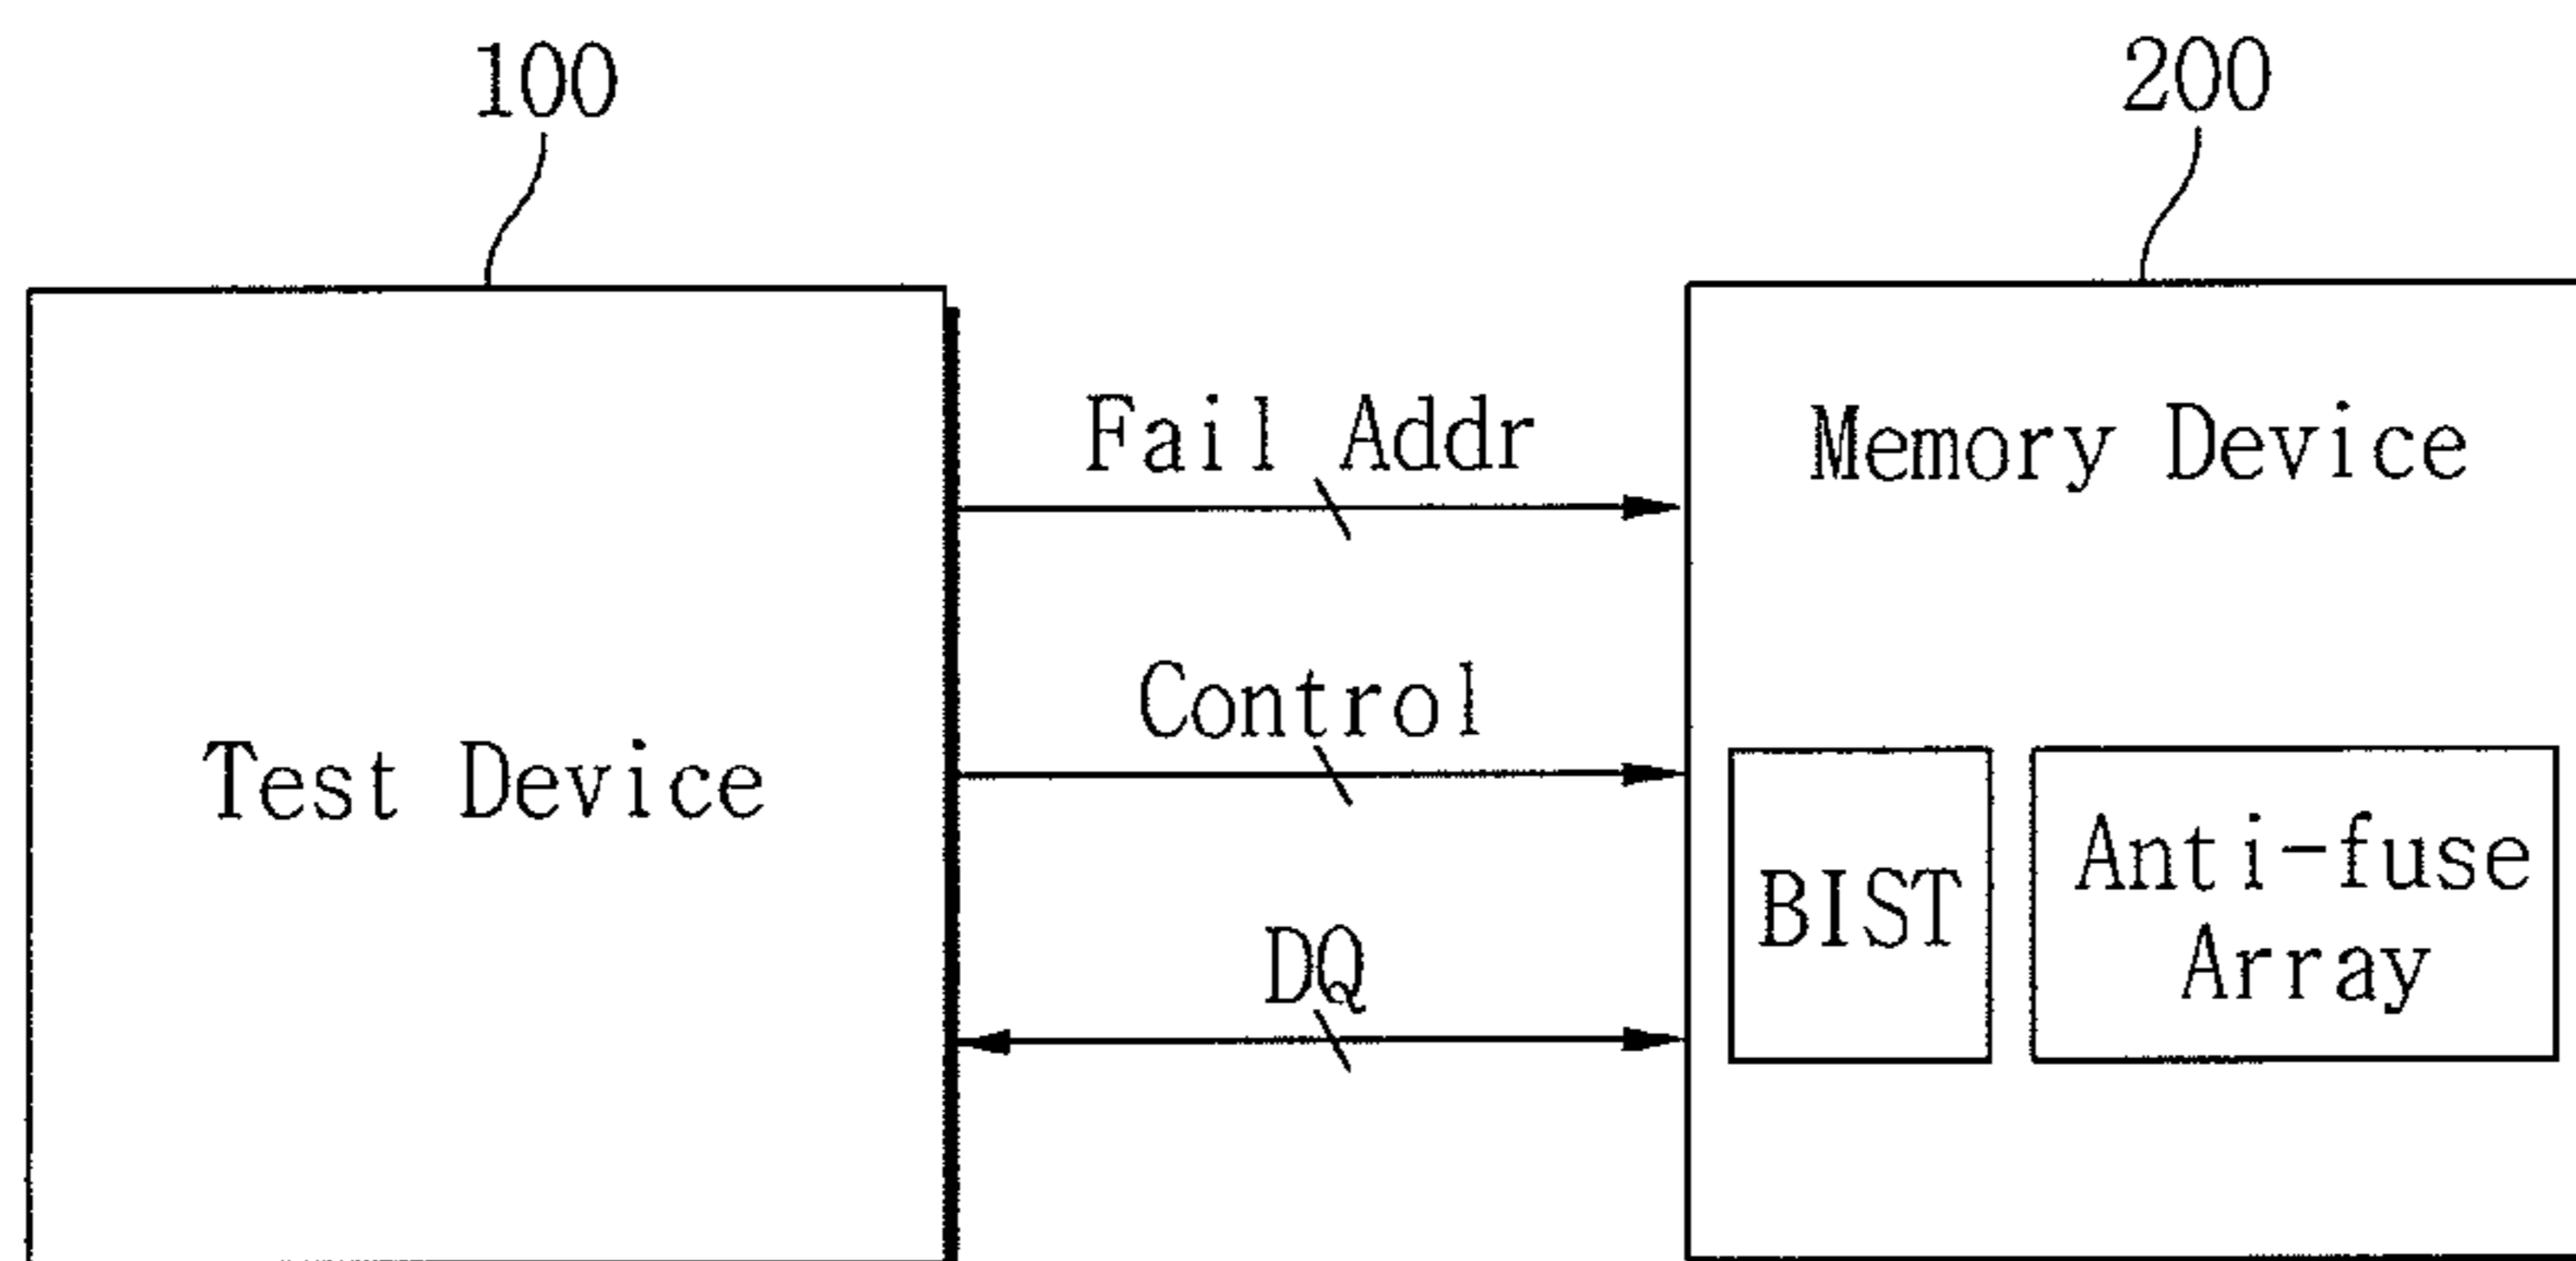 100
200
Fail Addr
Memory Device
Control
Test Device
BIST
Anti-fuse
Array
DQ